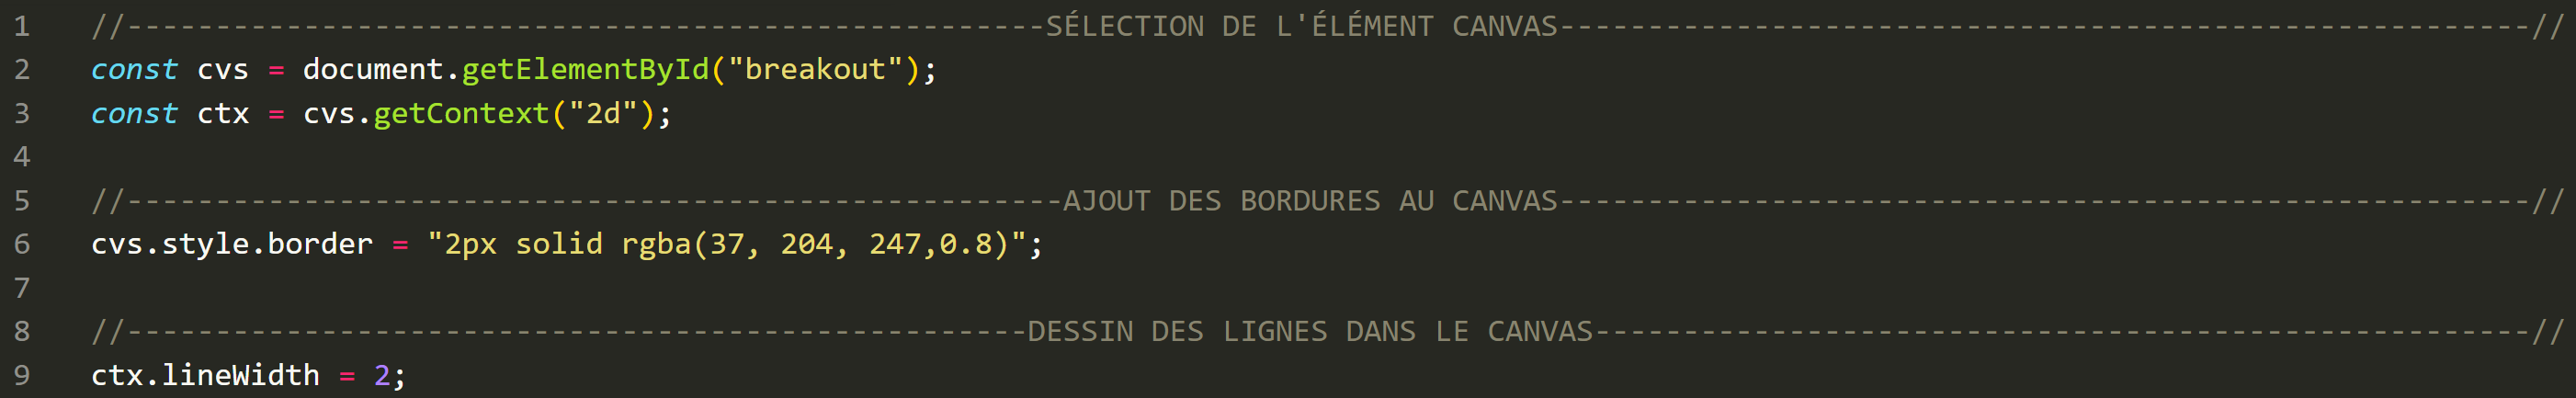 1 //----------------------------------------------------SÉLECTION DE L'ÉLÉMENT CANVAS-------------------------------------------------------//
2 const cvs = document.getElementById("breakout");
3 const ctx = cvs.getContext("2d");
4
5 //-----------------------------------------------------AJOUT DES BORDURES AU CANVAS-------------------------------------------------------//
6 cvs.style.border = "2px solid rgba(37, 204, 247,0.8)";
7
8 //---------------------------------------------------DESSIN DES LIGNES DANS LE CANVAS-----------------------------------------------------//
9 ctx.lineWidth = 2;